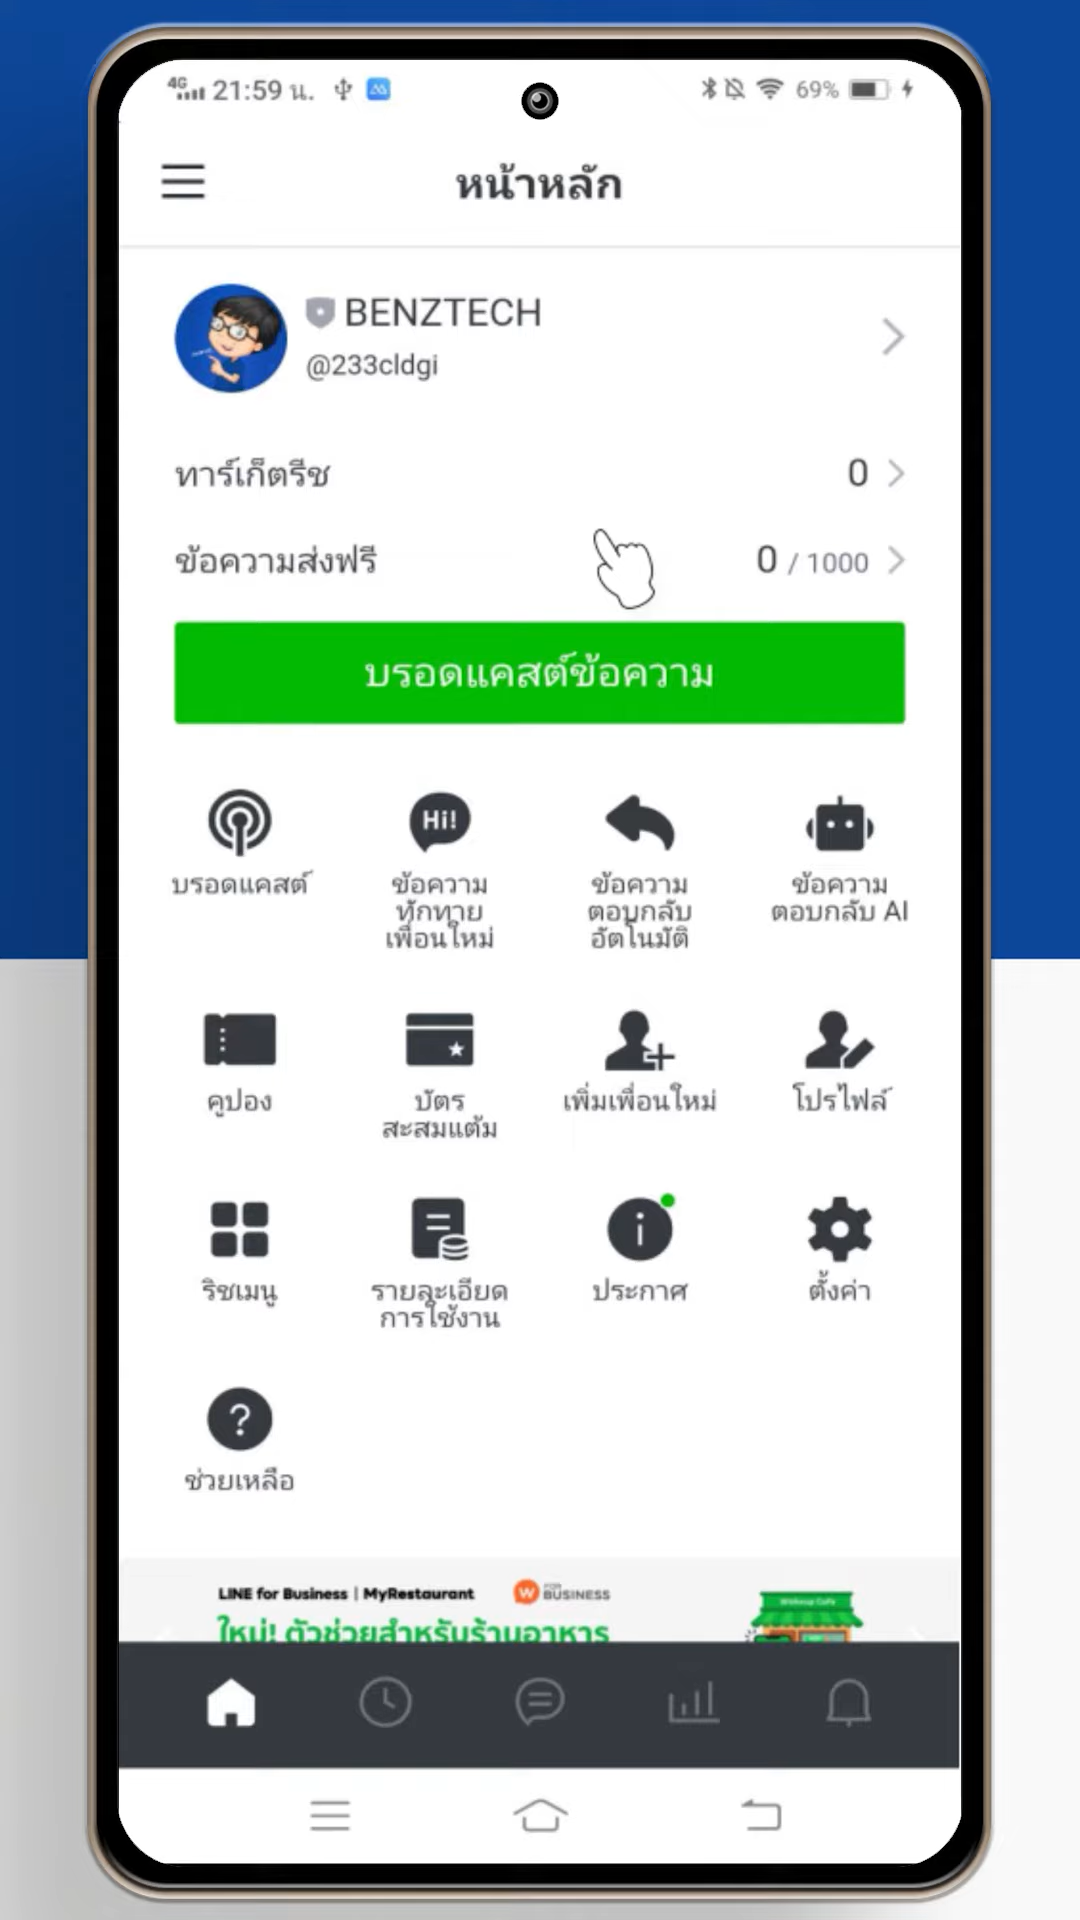 4G 21:59 น. 69%
หน้าหลัก
BENZTECH
@233cldgi
ทาร์เก็ตรีช 0
ข้อความส่งฟรี 0 / 1000
บรอดแคสต์ข้อความ
บรอดแคสต์
Hi!
ข้อความ
ทักทาย
เพื่อนใหม่
ข้อความ
ตอบกลับ
อัตโนมัติ
ข้อความ
ตอบกลับ AI
คูปอง
บัตร
สะสมแต้ม
เพิ่มเพื่อนใหม่
โปรไฟล์
ริชเมนู
รายละเอียด
การใช้งาน
ประกาศ
ตั้งค่า
?
ช่วยเหลือ
LINE for Business | MyRestaurant W FOR BUSINESS
ใหม่! ตัวช่วยสำหรับร้านอาหาร